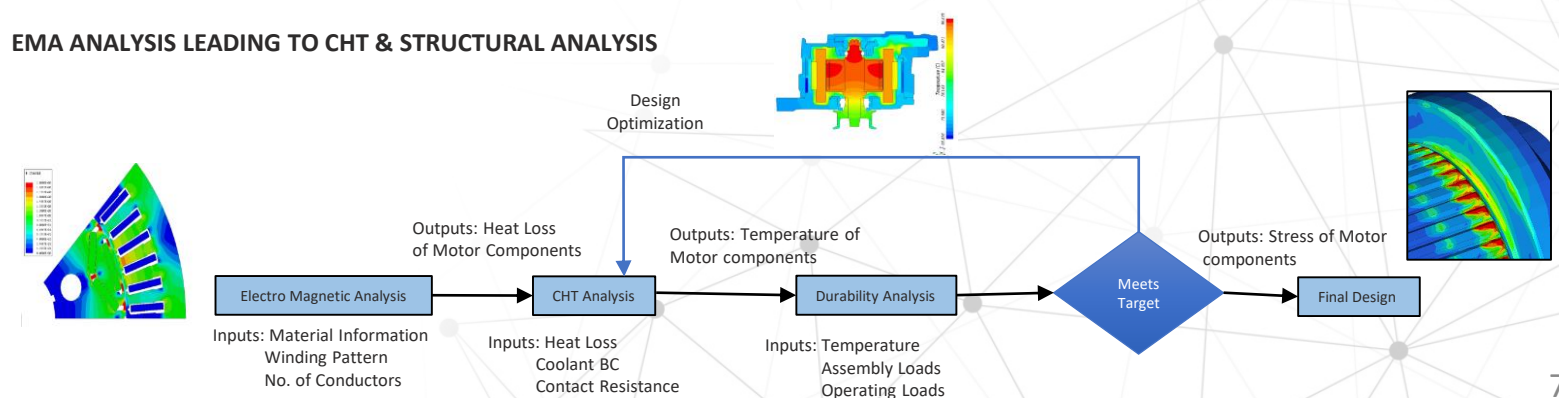 EMA ANALYSIS LEADING TO CHT & STRUCTURAL ANALYSIS
Design
Optimization
Outputs: Heat Loss
of Motor Components
Outputs: Temperature of
Motor components
Outputs: Stress of Motor
components
Electro Magnetic Analysis
CHT Analysis
Durability Analysis
Meets
Target
Final Design
Inputs: Material Information
Winding Pattern
No. of Conductors
Inputs: Heat Loss
Coolant BC
Contact Resistance
Inputs: Temperature
Assembly Loads
Operating Loads
7